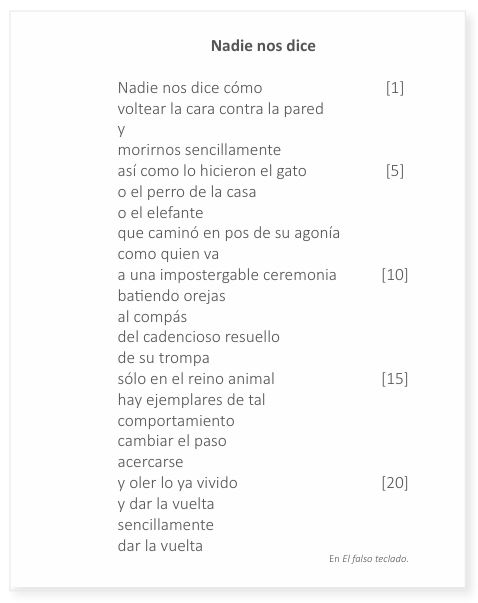 Nadie nos dice
Nadie nos dice cómo [1]
voltear la cara contra la pared
y
morirnos sencillamente
así como lo hicieron el gato [5]
o el perro de la casa
o el elefante
que caminó en pos de su agonía
como quien va
a una impostergable ceremonia [10]
batiendo orejas
al compás
del cadencioso resuello
de su trompa
sólo en el reino animal [15]
hay ejemplares de tal
comportamiento
cambiar el paso
acercarse
y oler lo ya vivido [20]
y dar la vuelta
sencillamente
dar la vuelta
En El falso teclado.